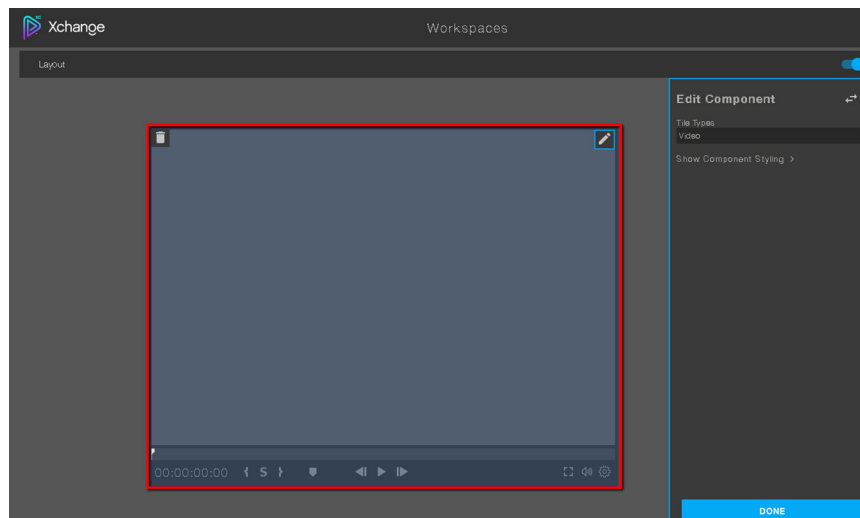 Xchange
Workspaces
Layout
Edit Component
Tile Types
Video
Show Component Styling >
00:00:00:00 { S }
DONE